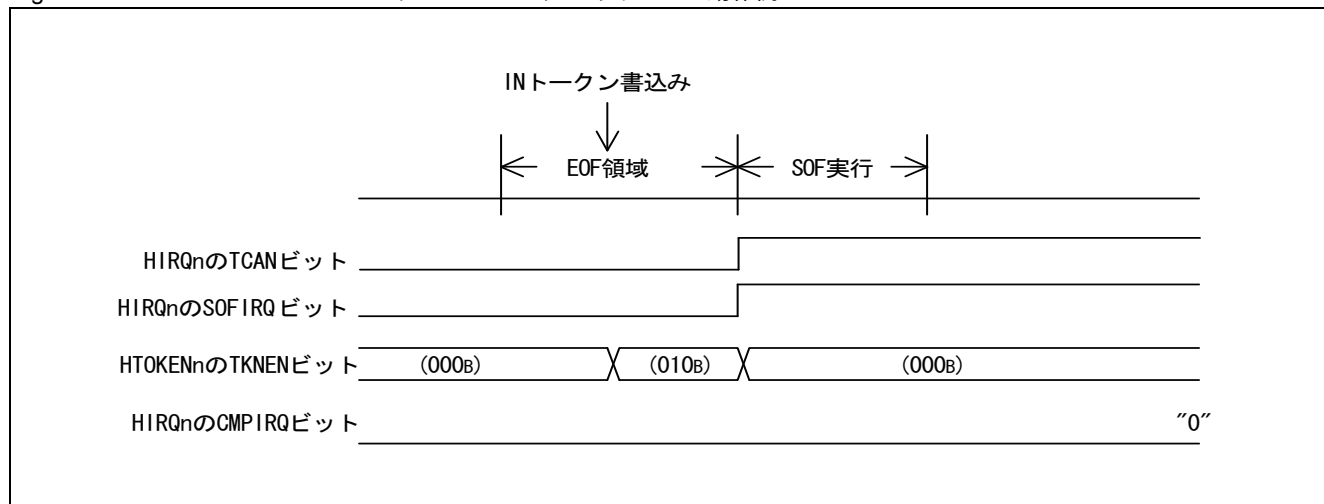 INトークン書込み
EOF領域
SOF実行
HIRQnのTCANビット
HIRQnのSOFIRQビット
HTOKENnのTKNENビット (000B) (010B) (000B)
HIRQnのCMPIRQビット "0"